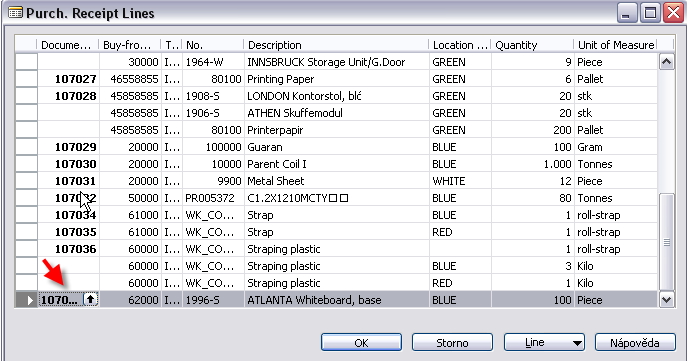 Purch. Receipt Lines
Docume... Buy-fro... T.. No. Description Location ... Quantity Unit of Measure
30000 I... 1964-W INNSBRUCK Storage Unit/G.Door GREEN 9 Piece
107027 46558855 I... 80100 Printing Paper GREEN 6 Pallet
107028 45858585 I... 1908-S LONDON Kontorstol, blć GREEN 20 stk
45858585 I... 1906-S ATHEN Skuffemodul GREEN 20 stk
45858585 I... 80100 Printerpapir GREEN 200 Pallet
107029 20000 I... 100000 Guaran BLUE 100 Gram
107030 20000 I... 10000 Parent Coil I BLUE 1.000 Tonnes
107031 20000 I... 9900 Metal Sheet WHITE 12 Piece
107032 50000 I... PR005372 C1.2X1210MCTY□□ BLUE 80 Tonnes
107034 61000 I... WK_CO... Strap BLUE 1 roll-strap
107035 61000 I... WK_CO... Strap RED 1 roll-strap
107036 60000 I... WK_CO... Straping plastic 1 roll-strap
60000 I... WK_CO... Straping plastic BLUE 3 Kilo
60000 I... WK_CO... Straping plastic RED 1 Kilo
1070... 62000 I... 1996-S ATLANTA Whiteboard, base BLUE 100 Piece
OK Storno Line Nápověda